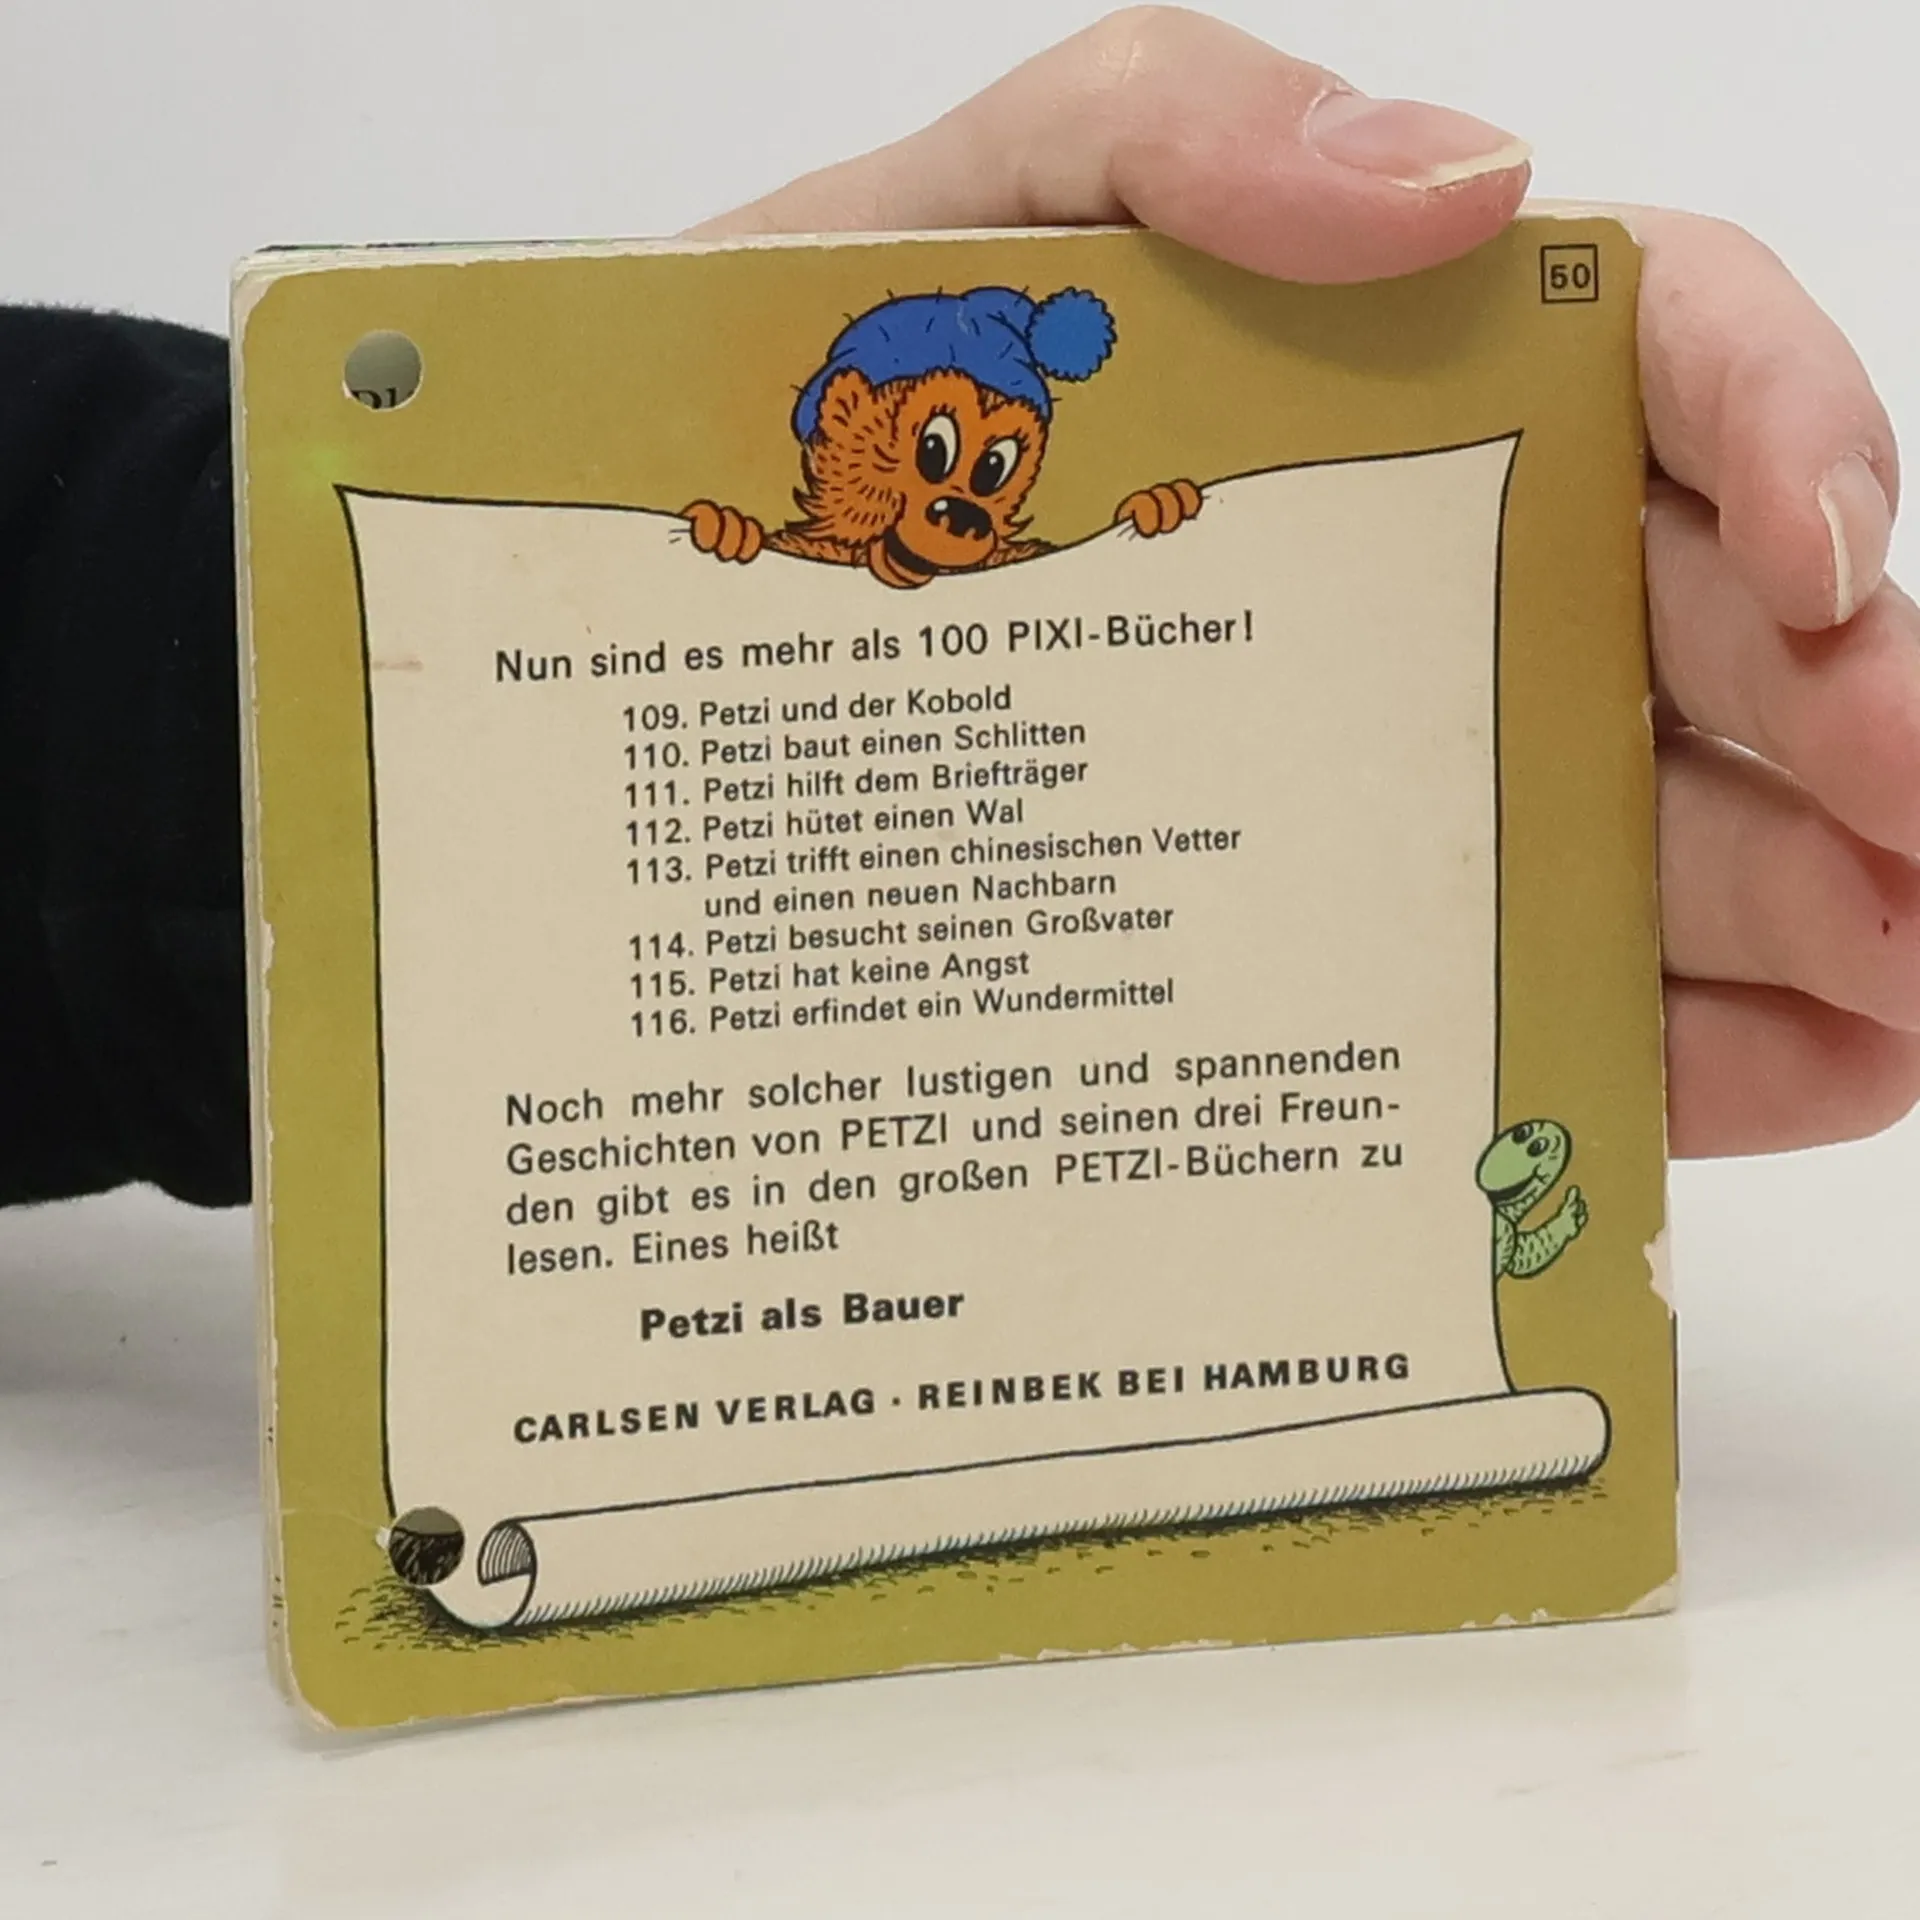 50
Nun sind es mehr als 100 PIXI-Bücher!
109. Petzi und der Kobold
110. Petzi baut einen Schlitten
111. Petzi hilft dem Briefträger
112. Petzi hütet einen Wal
113. Petzi trifft einen chinesischen Vetter
und einen neuen Nachbarn
114. Petzi besucht seinen Großvater
115. Petzi hat keine Angst
116. Petzi erfindet ein Wundermittel
Noch mehr solcher lustigen und spannenden
Geschichten von PETZI und seinen drei Freun-
den gibt es in den großen PETZI-Büchern zu
lesen. Eines heißt
Petzi als Bauer
CARLSEN VERLAG · REINBEK BEI HAMBURG